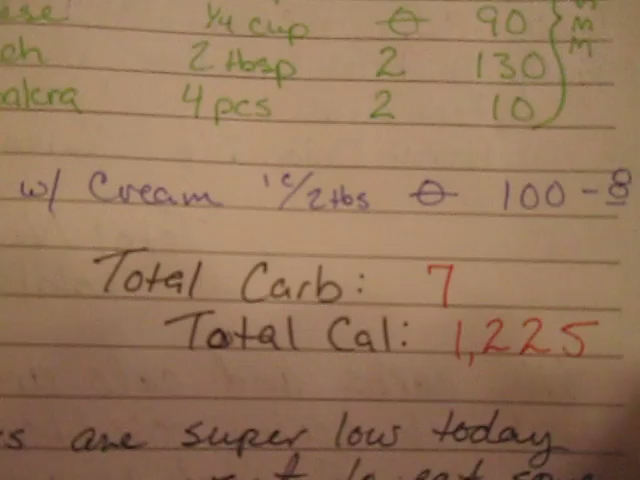 1/4 cup θ 90
2 tbsp 2 130
4 pcs 2 10
w/ Cream 1c/2tbs θ 100 - 8
Total Carb: 7
Total Cal: 1,225
are super low today